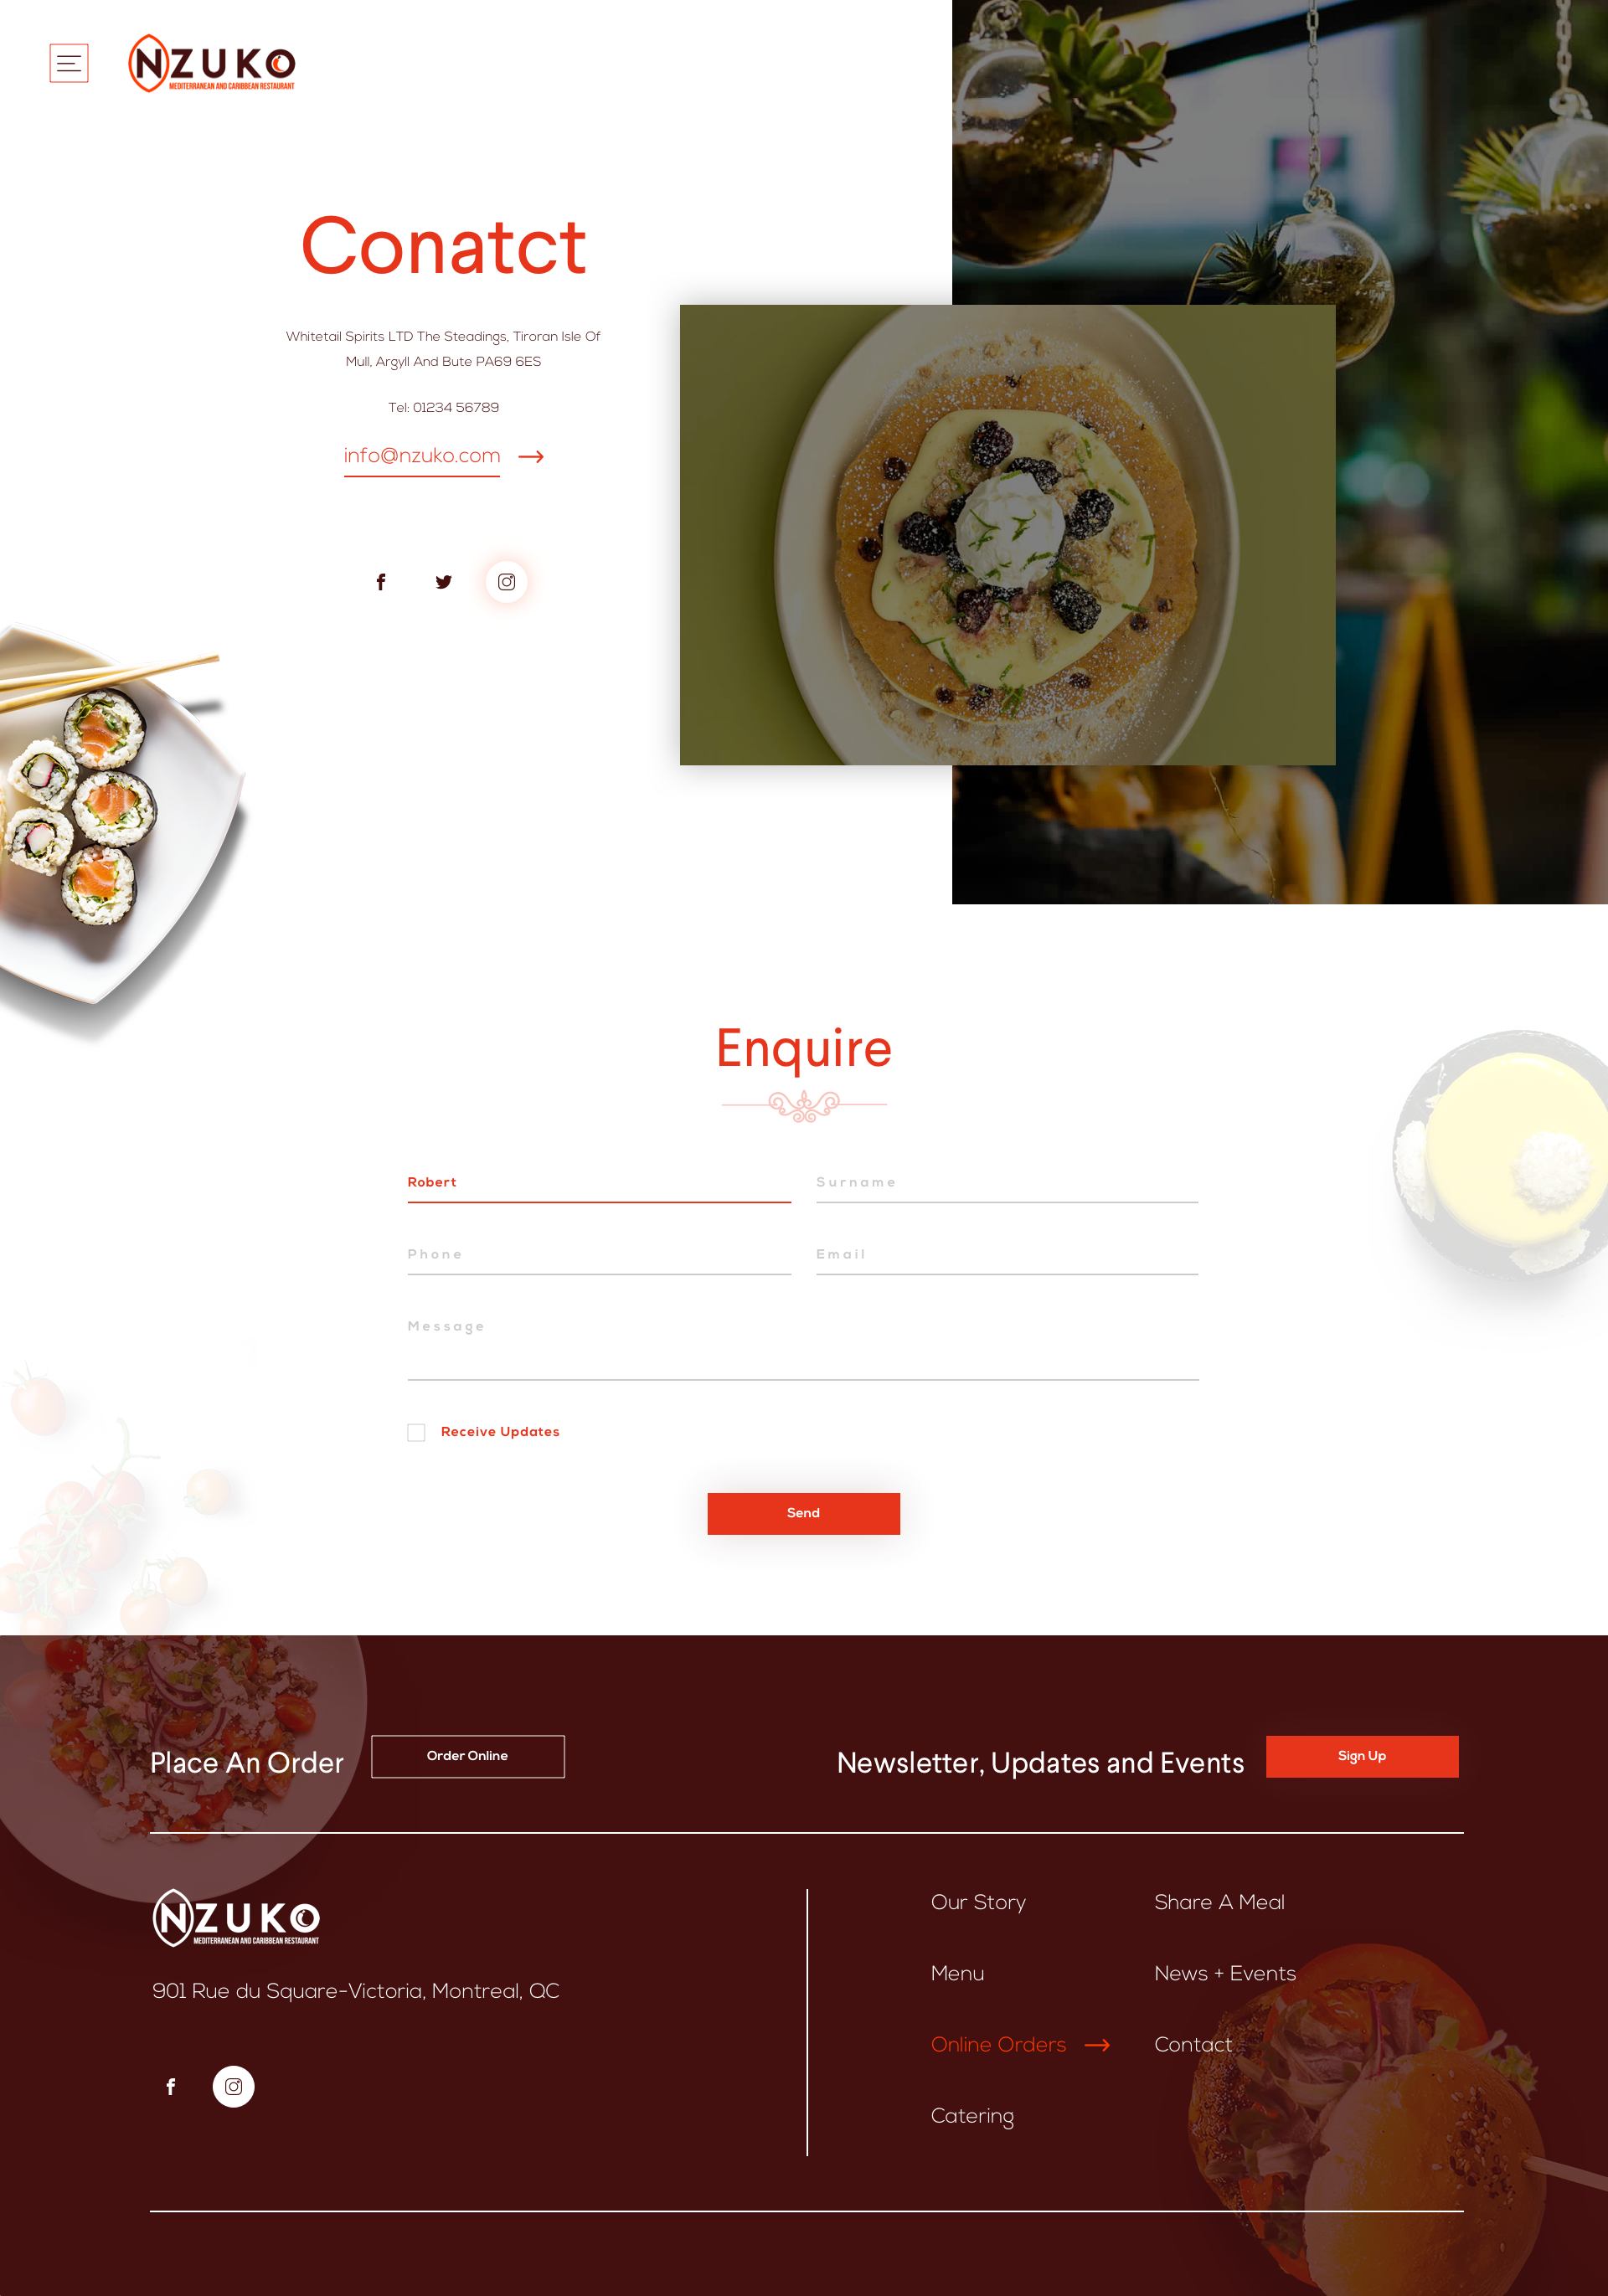 NZUKO
MEDITERRANEAN AND CARIBBEAN RESTAURANT
Conatct
Whitetail Spirits LTD The Steadings, Tiroran Isle Of
Mull, Argyll And Bute PA69 6ES
Tel: 01234 56789
info@nzuko.com
Enquire
Robert
Surname
Phone
Email
Message
Receive Updates
Send
Place An Order
Order Online
Newsletter, Updates and Events
Sign Up
NZUKO
MEDITERRANEAN AND CARIBBEAN RESTAURANT
901 Rue du Square-Victoria, Montreal, QC
Our Story
Share A Meal
Menu
News + Events
Online Orders
Contact
Catering